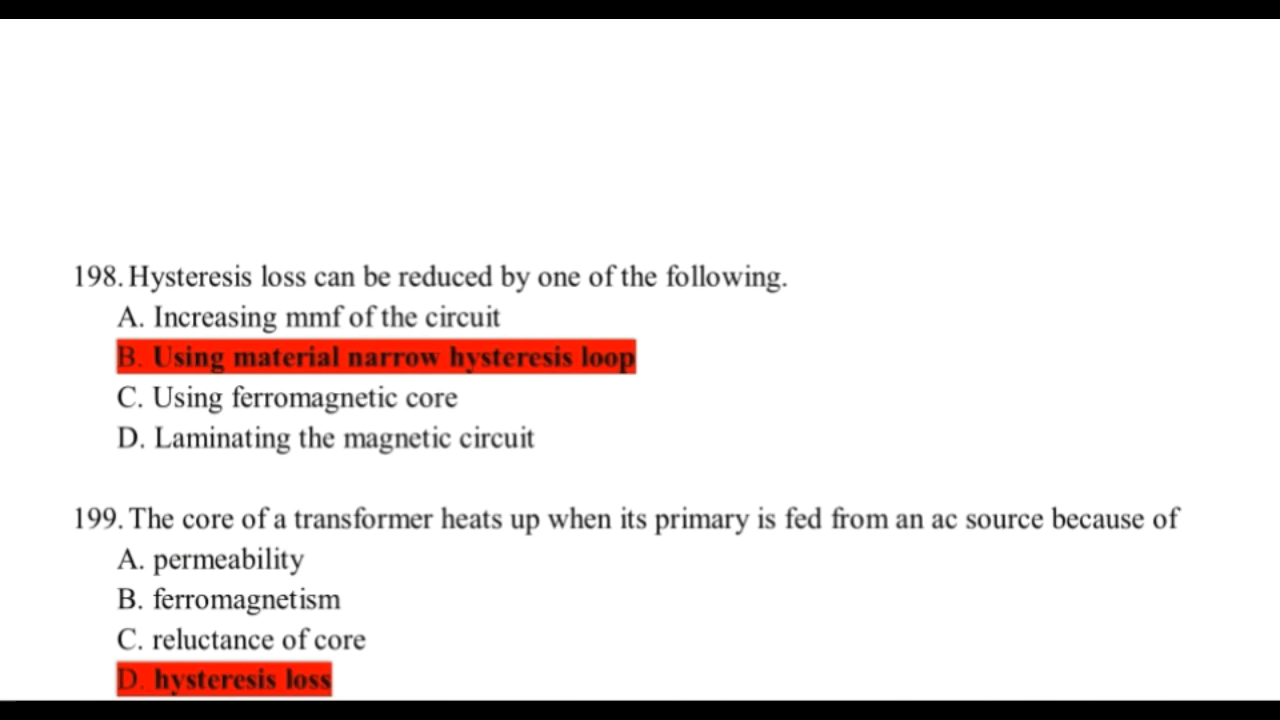 198. Hysteresis loss can be reduced by one of the following.
A. Increasing mmf of the circuit
B. Using material narrow hysteresis loop
C. Using ferromagnetic core
D. Laminating the magnetic circuit
199. The core of a transformer heats up when its primary is fed from an ac source because of
A. permeability
B. ferromagnetism
C. reluctance of core
D. hysteresis loss